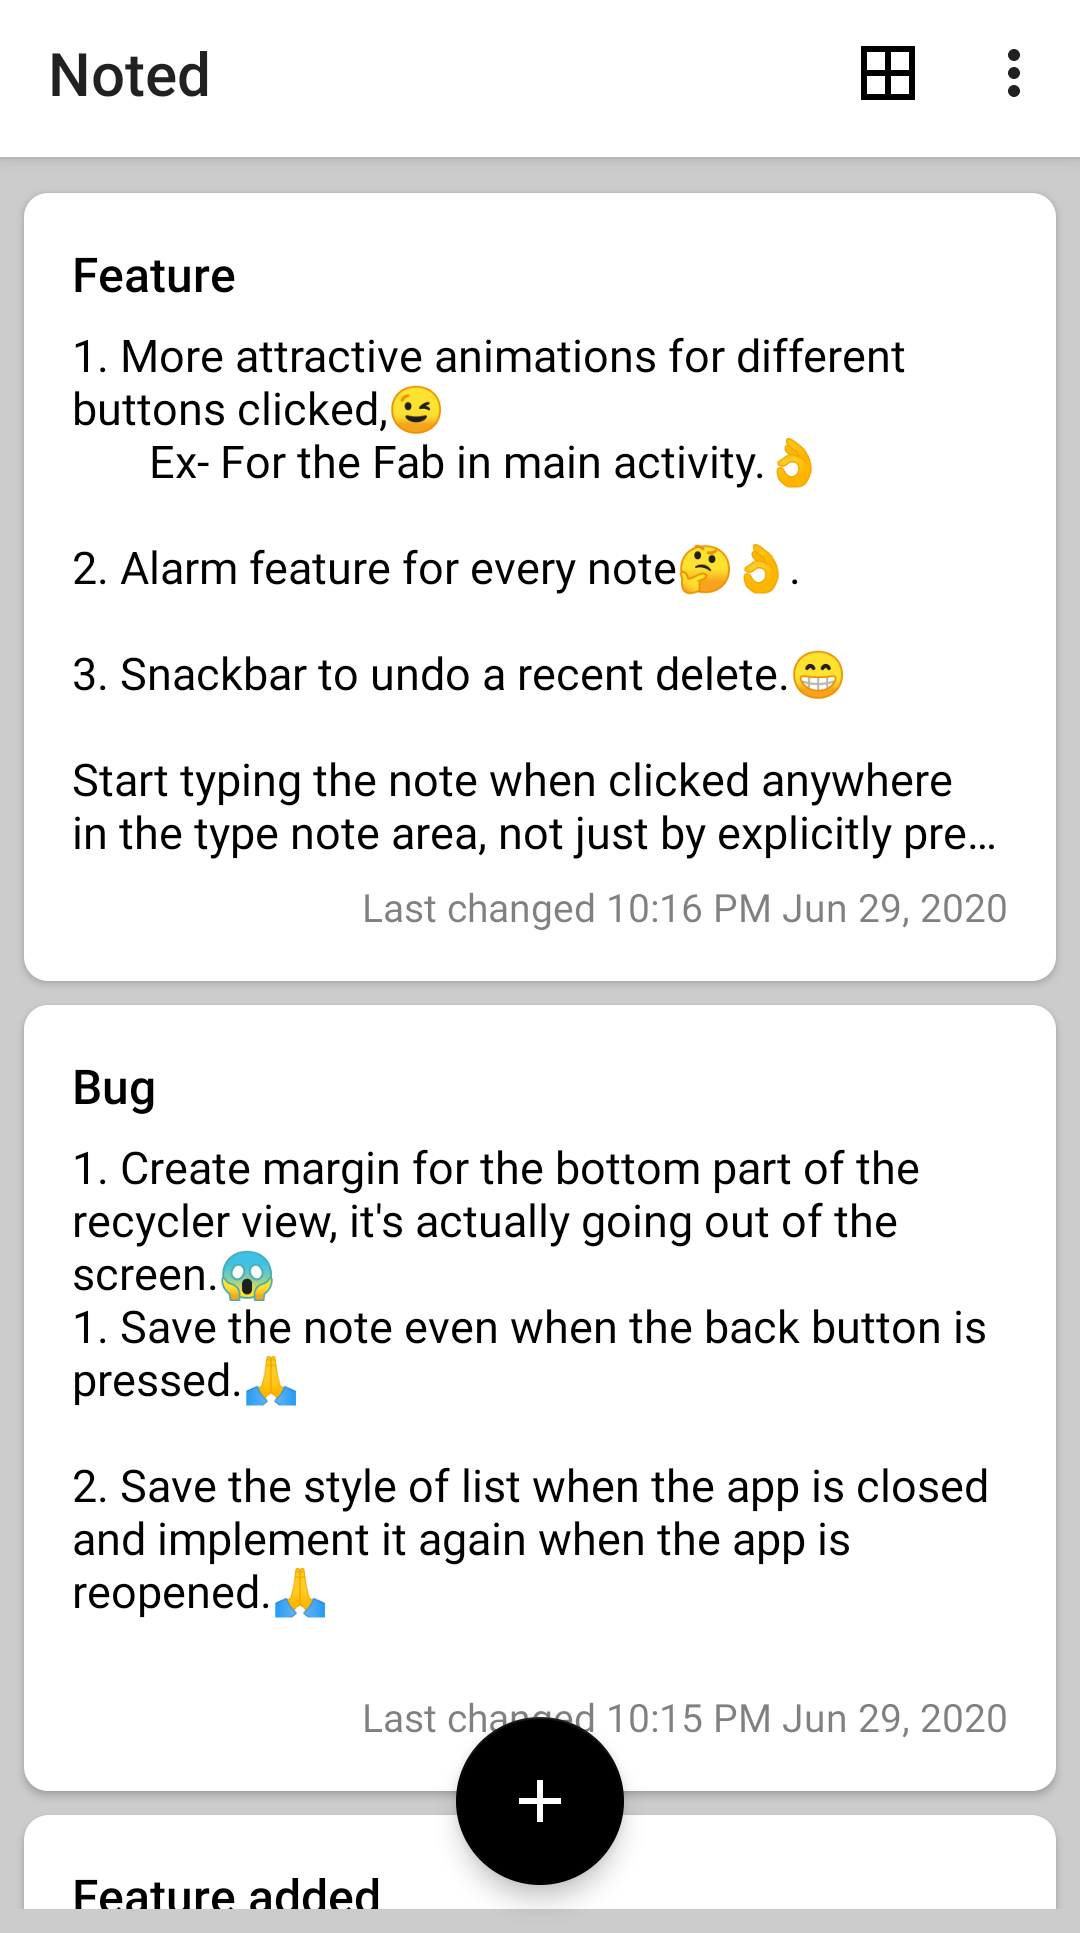 Noted
Feature
1. More attractive animations for different
buttons clicked,😉
Ex- For the Fab in main activity.👌
2. Alarm feature for every note🤔👌.
3. Snackbar to undo a recent delete.😁
Start typing the note when clicked anywhere
in the type note area, not just by explicitly pre...
Last changed 10:16 PM Jun 29, 2020
Bug
1. Create margin for the bottom part of the
recycler view, it's actually going out of the
screen.😱
1. Save the note even when the back button is
pressed.🙏
2. Save the style of list when the app is closed
and implement it again when the app is
reopened.🙏
Last changed 10:15 PM Jun 29, 2020
Feature added